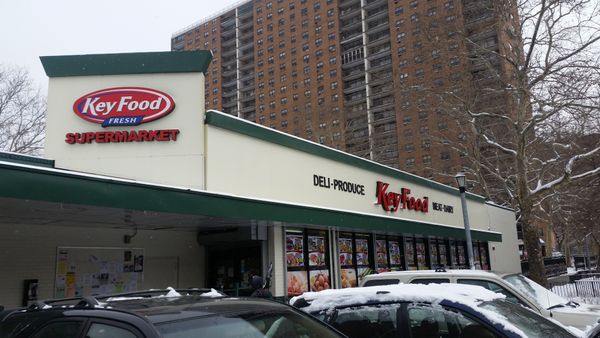 Key Food
FRESH
SUPERMARKET
DELI-PRODUCE Key Food MEAT-DAIRY